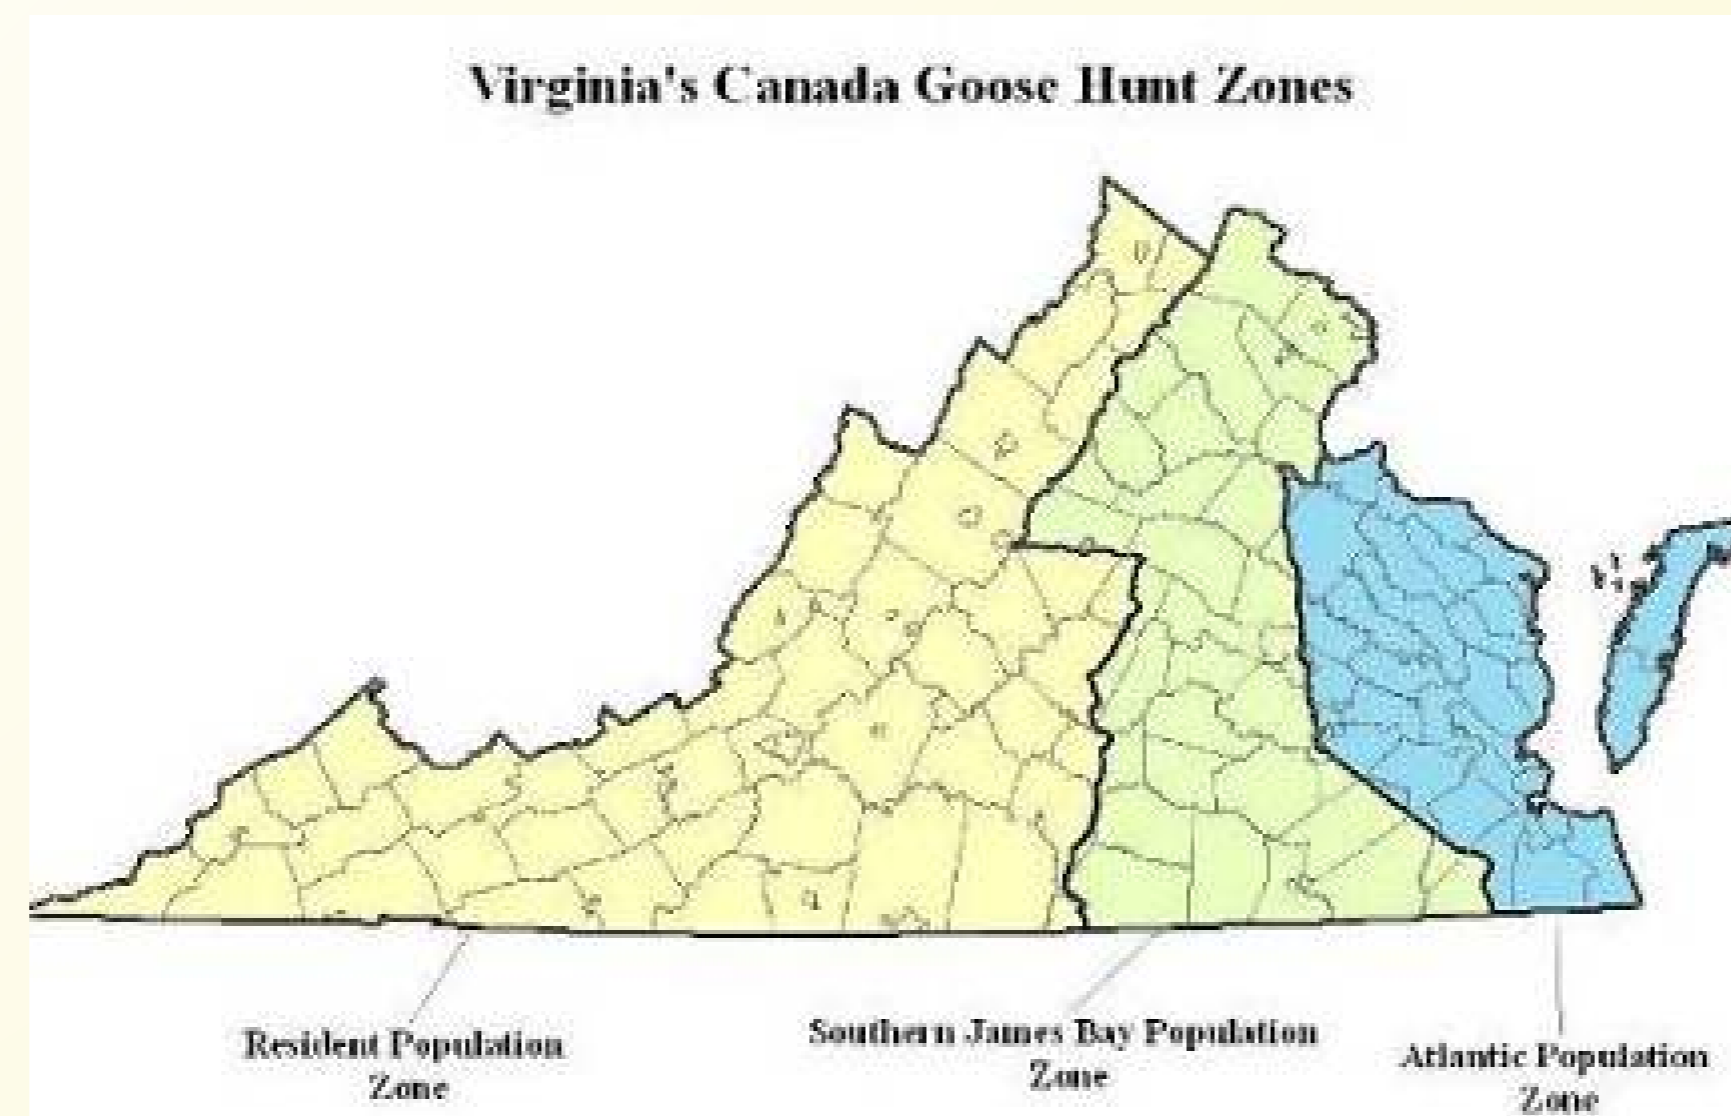 Virginia's Canada Goose Hunt Zones
Resident Population
Zone
Southern James Bay Population
Zone
Atlantic Population
Zone